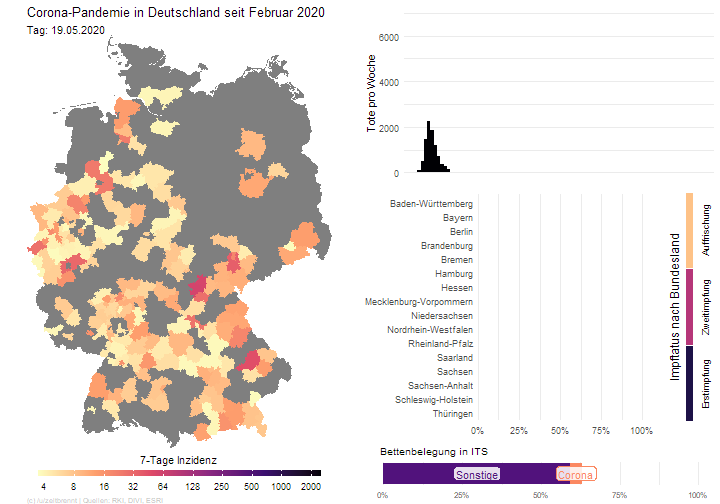 Corona-Pandemie in Deutschland seit Februar 2020
Tag: 19.05.2020
7-Tage Inzidenz
4 8 16 32 64 120 250 500 1000 2000
(c) /u/zeitbremt | Quellen: RKI, DIVI, ESRI
Tote pro Woche
6000
4000
2000
0
Baden-Württemberg
Bayern
Berlin
Brandenburg
Bremen
Hamburg
Hessen
Mecklenburg-Vorpommern
Niedersachsen
Nordrhein-Westfalen
Rheinland-Pfalz
Saarland
Sachsen
Sachsen-Anhalt
Schleswig-Holstein
Thüringen
0% 25% 50% 75% 100%
Impfstatus nach Bundesland
Auffrischung
Zweitimpfung
Erstimpfung
Bettenbelegung in ITS
Sonstige
Corona
0% 25% 50% 75% 100%